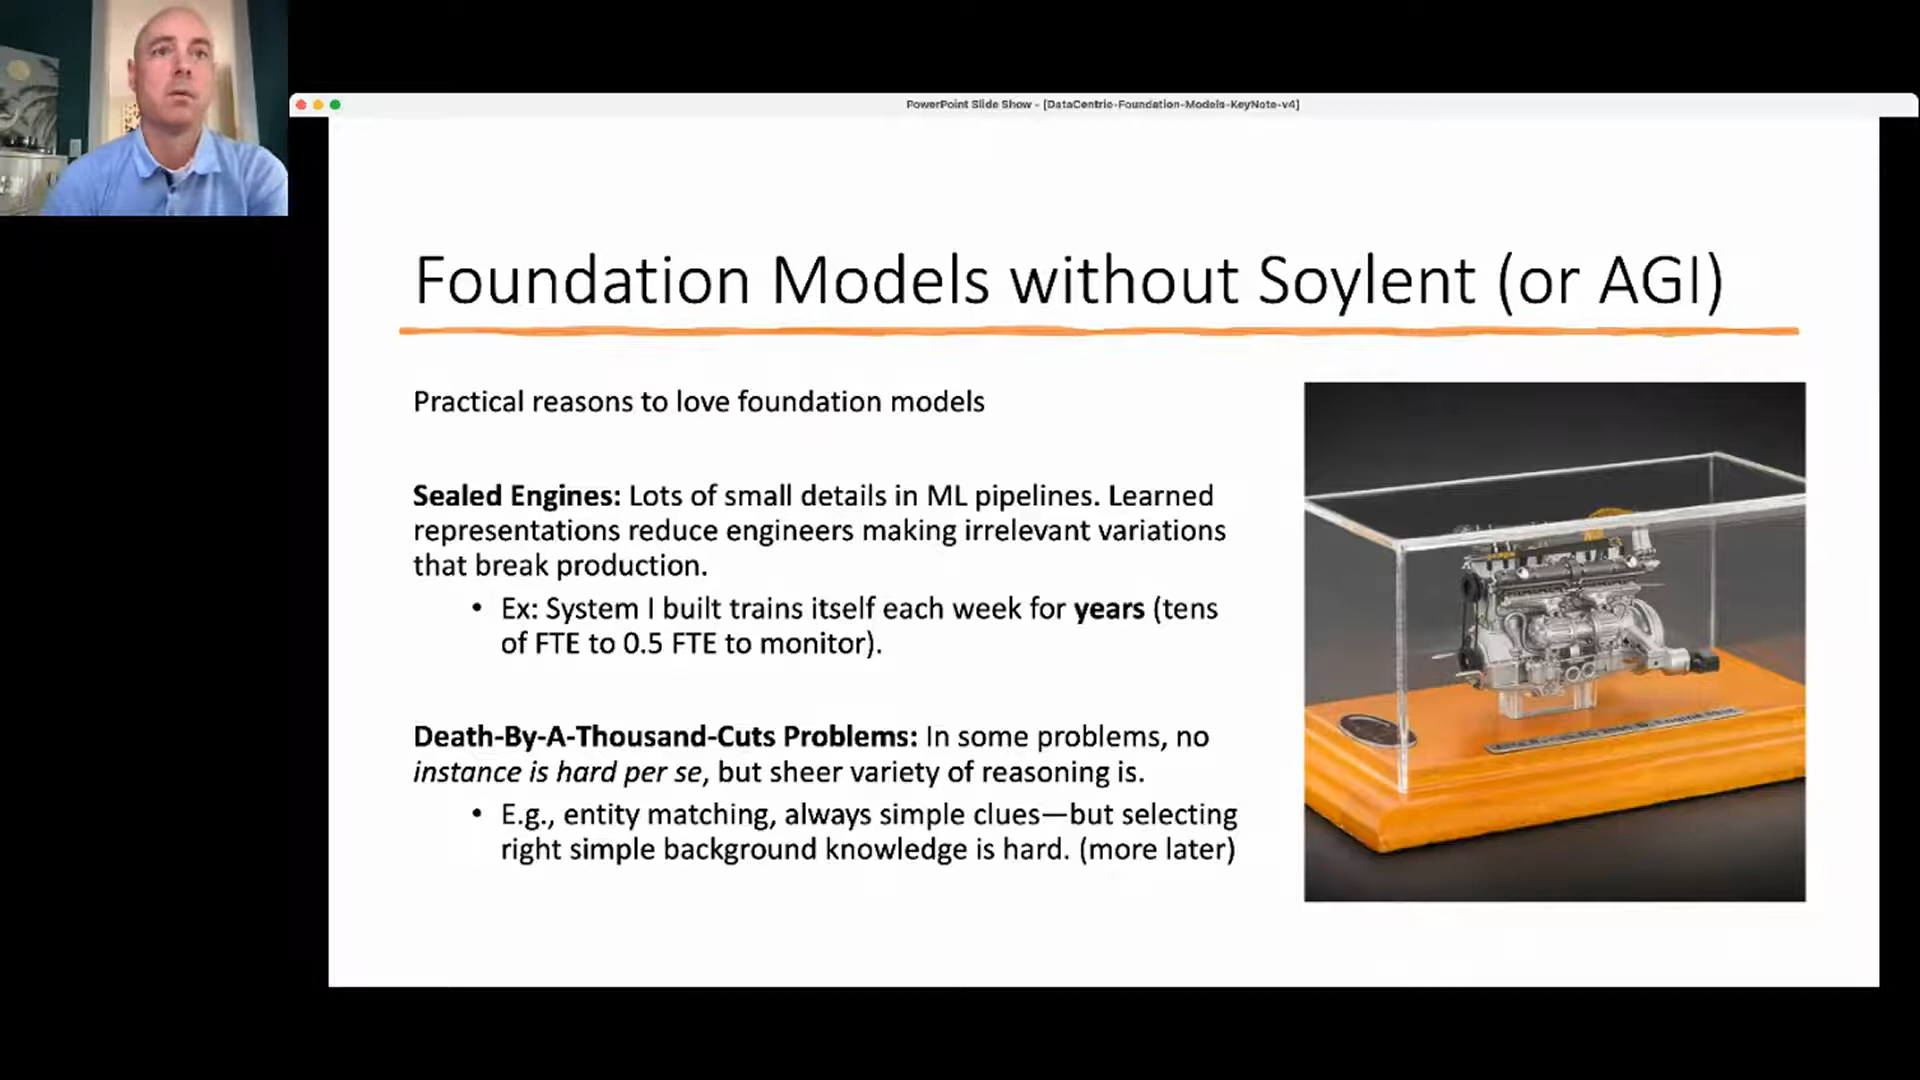 PowerPoint Slide Show - [DataCentric-Foundation-Models-KeyNote-v4]
Foundation Models without Soylent (or AGI)
Practical reasons to love foundation models
Sealed Engines: Lots of small details in ML pipelines. Learned
representations reduce engineers making irrelevant variations
that break production.
• Ex: System I built trains itself each week for years (tens
of FTE to 0.5 FTE to monitor).
Death-By-A-Thousand-Cuts Problems: In some problems, no
instance is hard per se, but sheer variety of reasoning is.
• E.g., entity matching, always simple clues—but selecting
right simple background knowledge is hard. (more later)